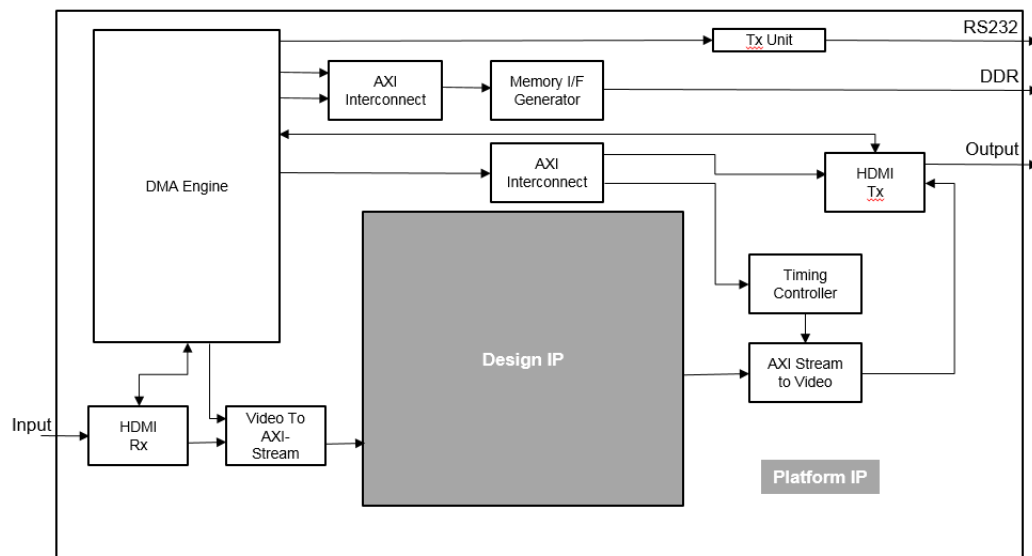 RS232
Tx Unit
DDR
AXI
Interconnect
Memory I/F
Generator
Output
DMA Engine
AXI
Interconnect
HDMI
Tx
Timing
Controller
Design IP
AXI Stream
to Video
Input
HDMI
Rx
Video To
AXI-
Stream
Platform IP